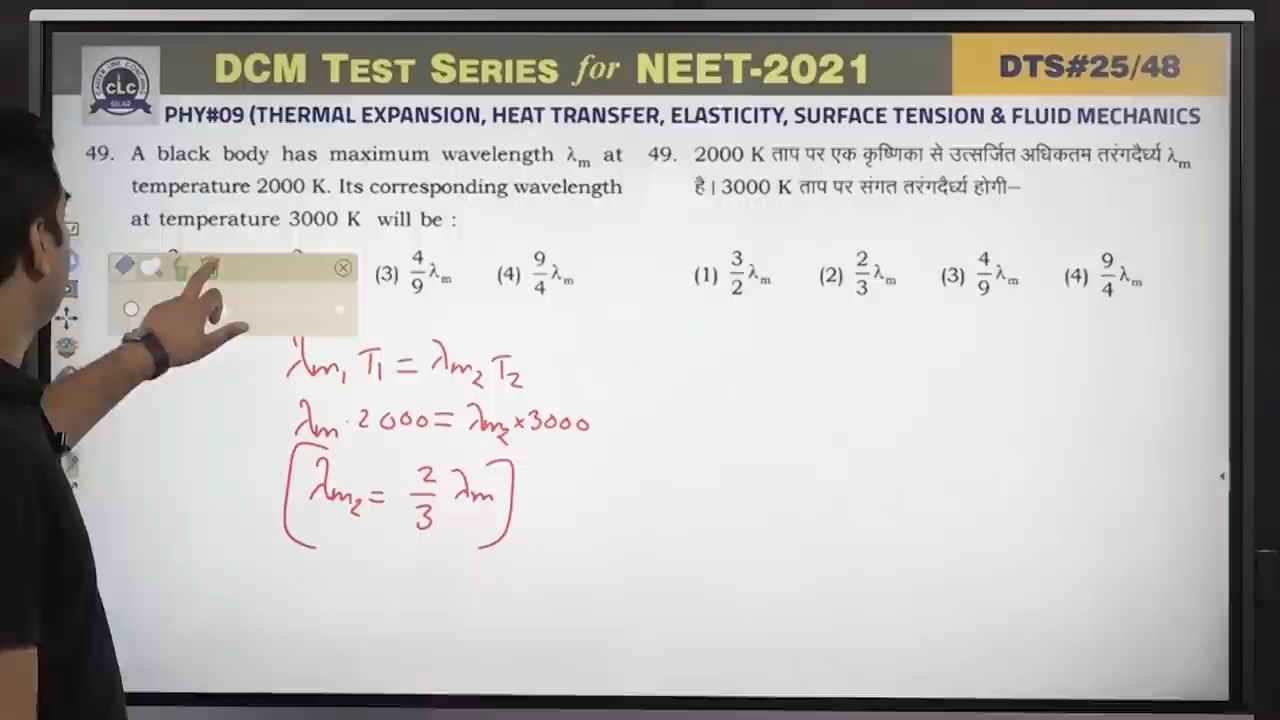 DCM TEST SERIES for NEET-2021
DTS#25/48
CLC
PHY#09 (THERMAL EXPANSION, HEAT TRANSFER, ELASTICITY, SURFACE TENSION & FLUID MECHANICS
49. A black body has maximum wavelength λm at
temperature 2000 K. Its corresponding wavelength
at temperature 3000 K will be :
(3) 4/9 λm (4) 9/4 λm
49. 2000 K ताप पर एक कृष्णिका से उत्सर्जित अधिकतम तरंगदैर्ध्य λm
है। 3000 K ताप पर संगत तरंगदैर्ध्य होगी–
(1) 3/2 λm (2) 2/3 λm (3) 4/9 λm (4) 9/4 λm
λm₁ T₁ = λm₂ T₂
λm · 2000 = λm₂ × 3000
λm₂ = 2/3 λm